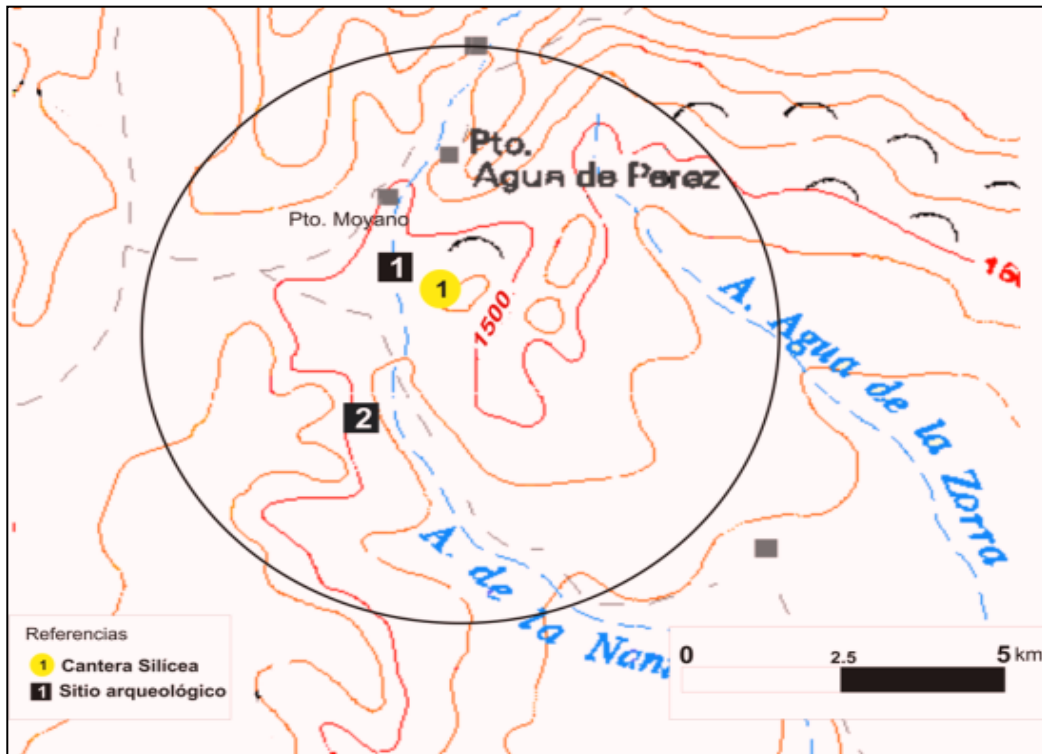 Pto.
Agua de Perez
Pto. Moyano
1
1
1500
2
A. Agua de la Zorra
A. de la
Referencias
1 Cantera Silícea
1 Sitio arqueológico
0 2.5 5 km